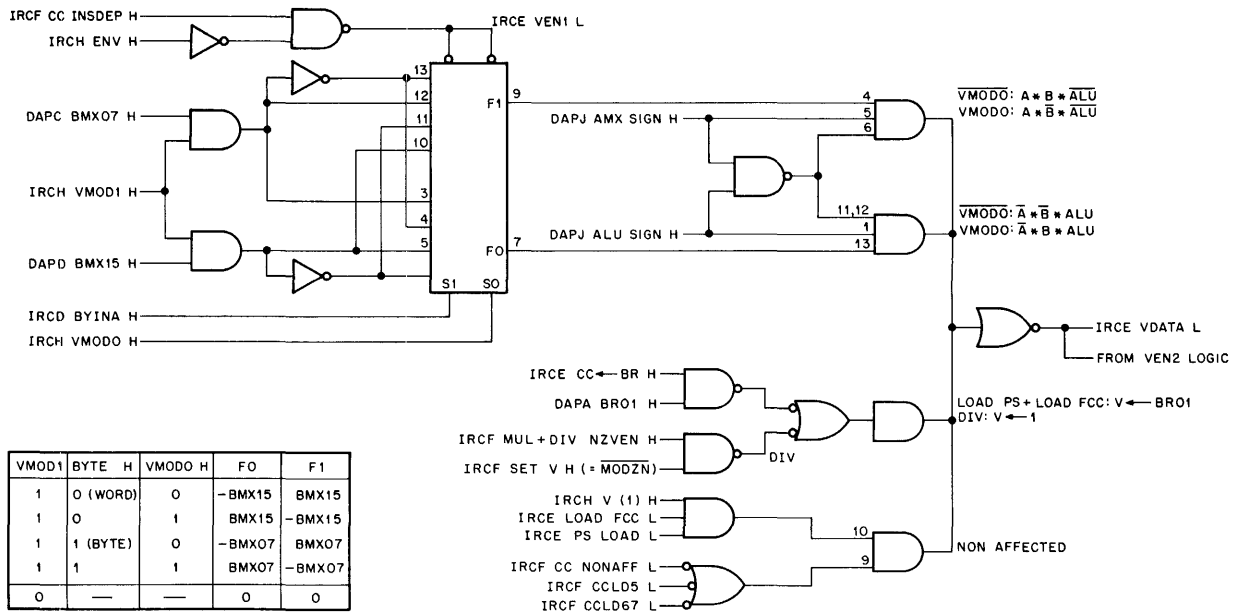 IRCF CC INSDEP H
IRCH ENV H
IRCE VEN1 L
13
12
11
10
3
4
5
F1
9
F0
7
S1 S0
DAPC BMX07 H
IRCH VMOD1 H
DAPD BMX15 H
IRCD BYINA H
IRCH VMODO H
DAPJ AMX SIGN H
DAPJ ALU SIGN H
4
5
6
11,12
1
13
VMODO: A * B * ALU
VMODO: A * B * ALU
VMODO: A * B * ALU
VMODO: A * B * ALU
IRCE VDATA L
FROM VEN2 LOGIC
IRCE CC ← BR H
DAPA BRO1 H
IRCF MUL + DIV NZVEN H
IRCF SET V H (= MODZN)
DIV
LOAD PS + LOAD FCC: V ← BRO1
DIV: V ← 1
IRCH V (1) H
IRCE LOAD FCC L
IRCE PS LOAD L
10
9
NON AFFECTED
IRCF CC NONAFF L
IRCF CCLD5 L
IRCF CCLD67 L
VMOD1 BYTE H VMODO H F0 F1
1 0 (WORD) 0 -BMX15 BMX15
1 0 1 BMX15 -BMX15
1 1 (BYTE) 0 -BMX07 BMX07
1 1 1 BMX07 -BMX07
0 — — 0 0